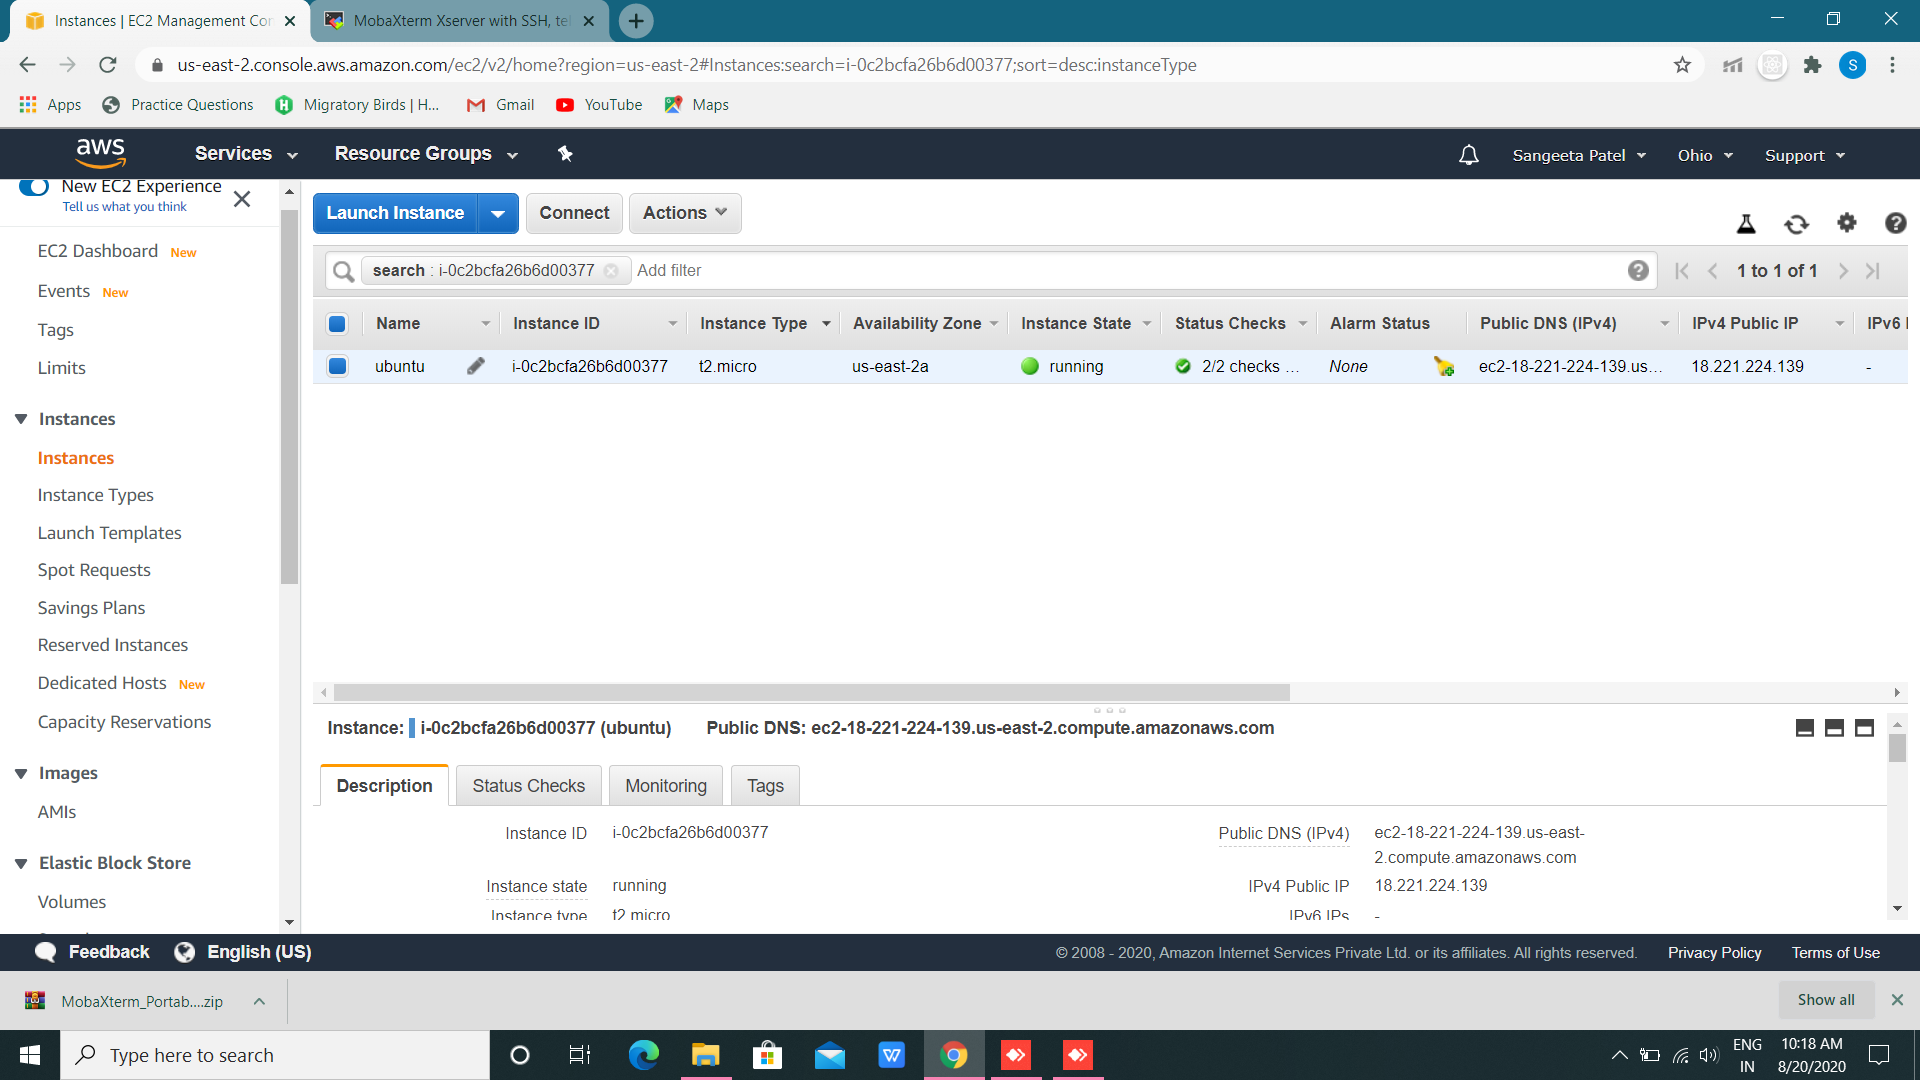 Instances | EC2 Management Con
MobaXterm Xserver with SSH, tel
us-east-2.console.aws.amazon.com/ec2/v2/home?region=us-east-2#Instances:search=i-0c2bcfa26b6d00377;sort=desc:instanceType
S
Apps
Practice Questions
Migratory Birds | H...
Gmail
YouTube
Maps
aws
Services
Resource Groups
Sangeeta Patel
Ohio
Support
New EC2 Experience
Tell us what you think
EC2 Dashboard New
Events New
Tags
Limits
Instances
Instances
Instance Types
Launch Templates
Spot Requests
Savings Plans
Reserved Instances
Dedicated Hosts New
Capacity Reservations
Images
AMIs
Elastic Block Store
Volumes
Launch Instance
Connect
Actions
search : i-0c2bcfa26b6d00377
Add filter
1 to 1 of 1
Name Instance ID Instance Type Availability Zone Instance State Status Checks Alarm Status Public DNS (IPv4) IPv4 Public IP IPv6 I
ubuntu i-0c2bcfa26b6d00377 t2.micro us-east-2a running 2/2 checks ... None ec2-18-221-224-139.us... 18.221.224.139 -
Instance: i-0c2bcfa26b6d00377 (ubuntu) Public DNS: ec2-18-221-224-139.us-east-2.compute.amazonaws.com
Description
Status Checks
Monitoring
Tags
Instance ID i-0c2bcfa26b6d00377
Instance state running
Instance type t2.micro
Public DNS (IPv4) ec2-18-221-224-139.us-east-
2.compute.amazonaws.com
IPv4 Public IP 18.221.224.139
IPv6 IPs -
Feedback
English (US)
© 2008 - 2020, Amazon Internet Services Private Ltd. or its affiliates. All rights reserved.
Privacy Policy
Terms of Use
MobaXterm_Portab....zip
Show all
Type here to search
W
ENG
IN
10:18 AM
8/20/2020